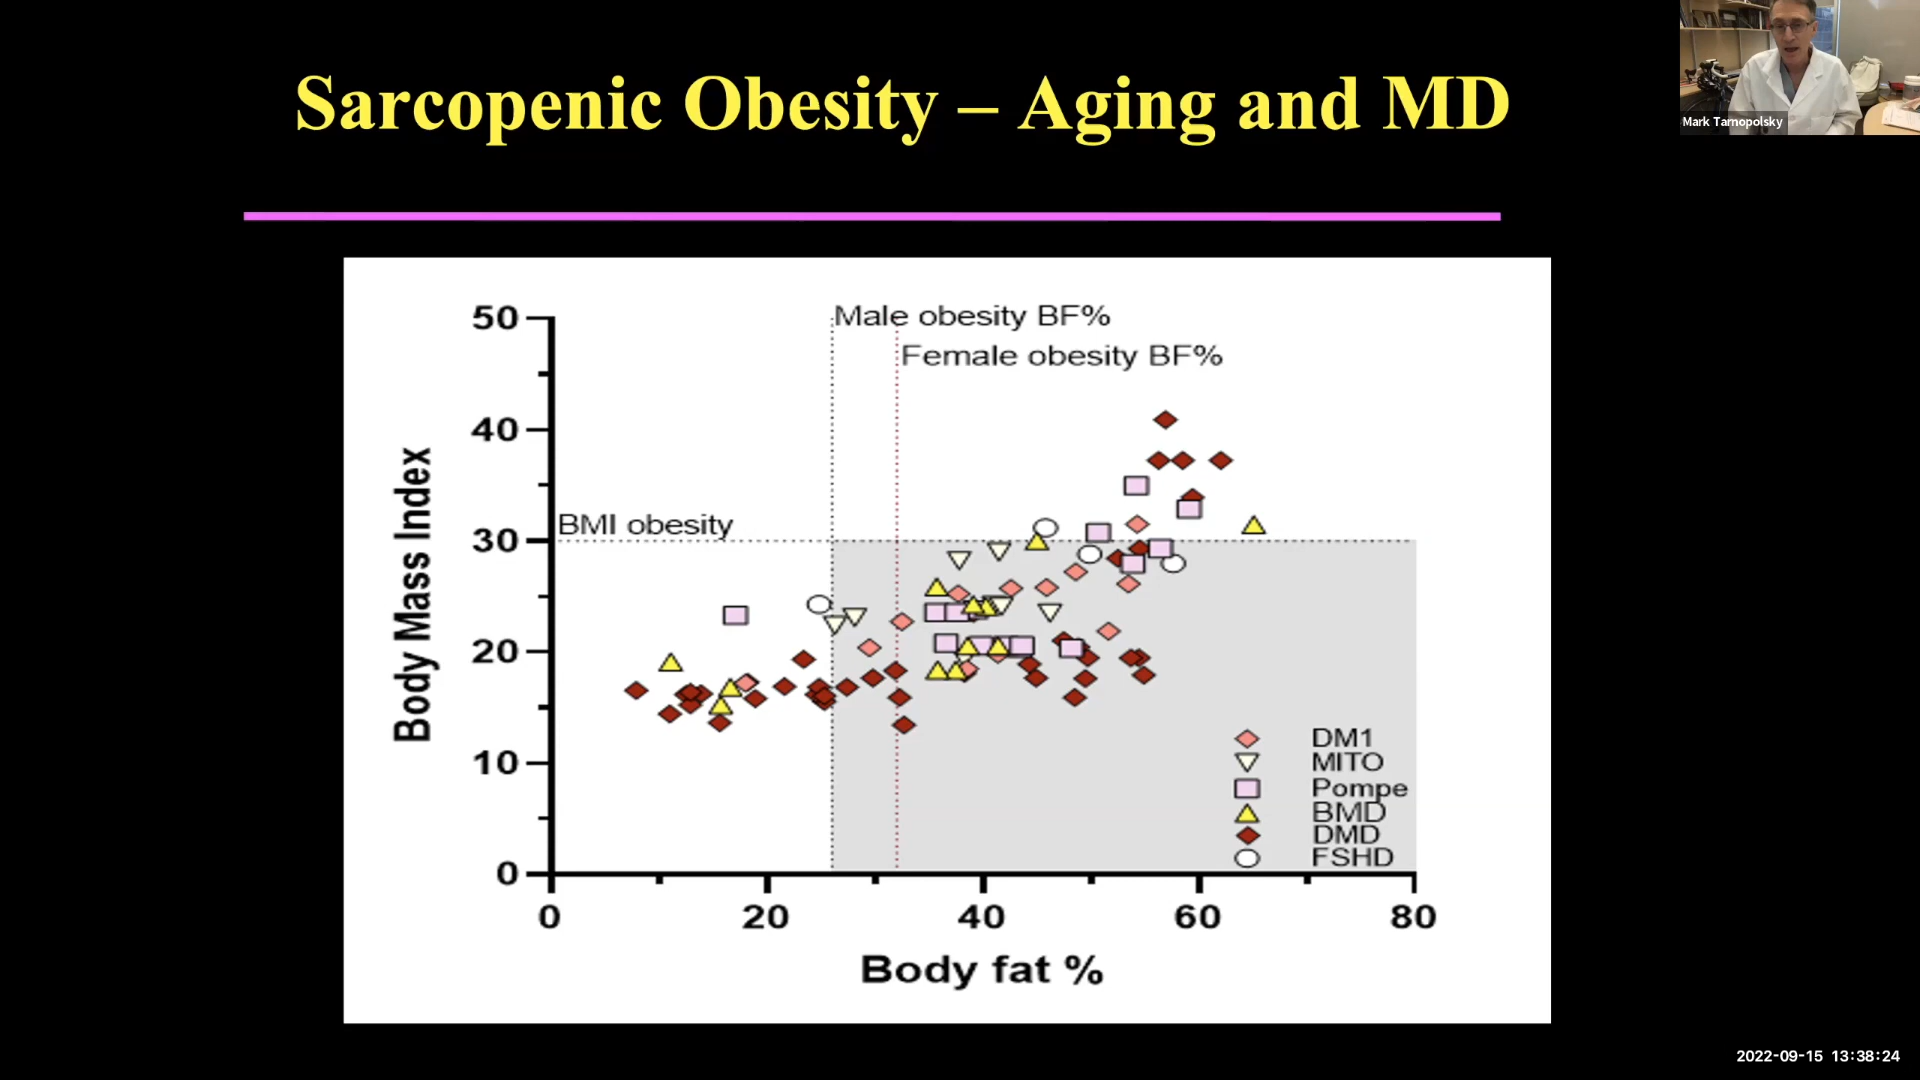 Sarcopenic Obesity – Aging and MD
Mark Tarnopolsky
50
Male obesity BF%
Female obesity BF%
40
BMI obesity
30
20
10
0
Body Mass Index
DM1
MITO
Pompe
BMD
DMD
FSHD
0 20 40 60 80
Body fat %
2022-09-15 13:38:24